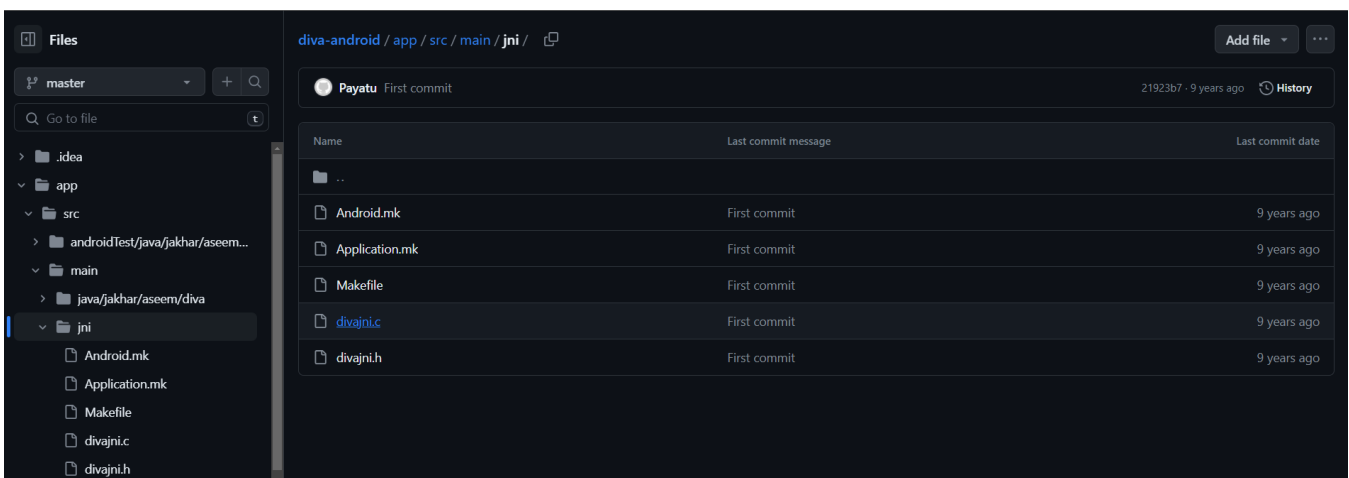 Files
master
Go to file
t
.idea
app
src
androidTest/java/jakhar/aseem...
main
java/jakhar/aseem/diva
jni
Android.mk
Application.mk
Makefile
divajni.c
divajni.h
diva-android / app / src / main / jni /
Add file
Payatu First commit 21923b7 · 9 years ago History
Name Last commit message Last commit date
..
Android.mk First commit 9 years ago
Application.mk First commit 9 years ago
Makefile First commit 9 years ago
divajni.c First commit 9 years ago
divajni.h First commit 9 years ago